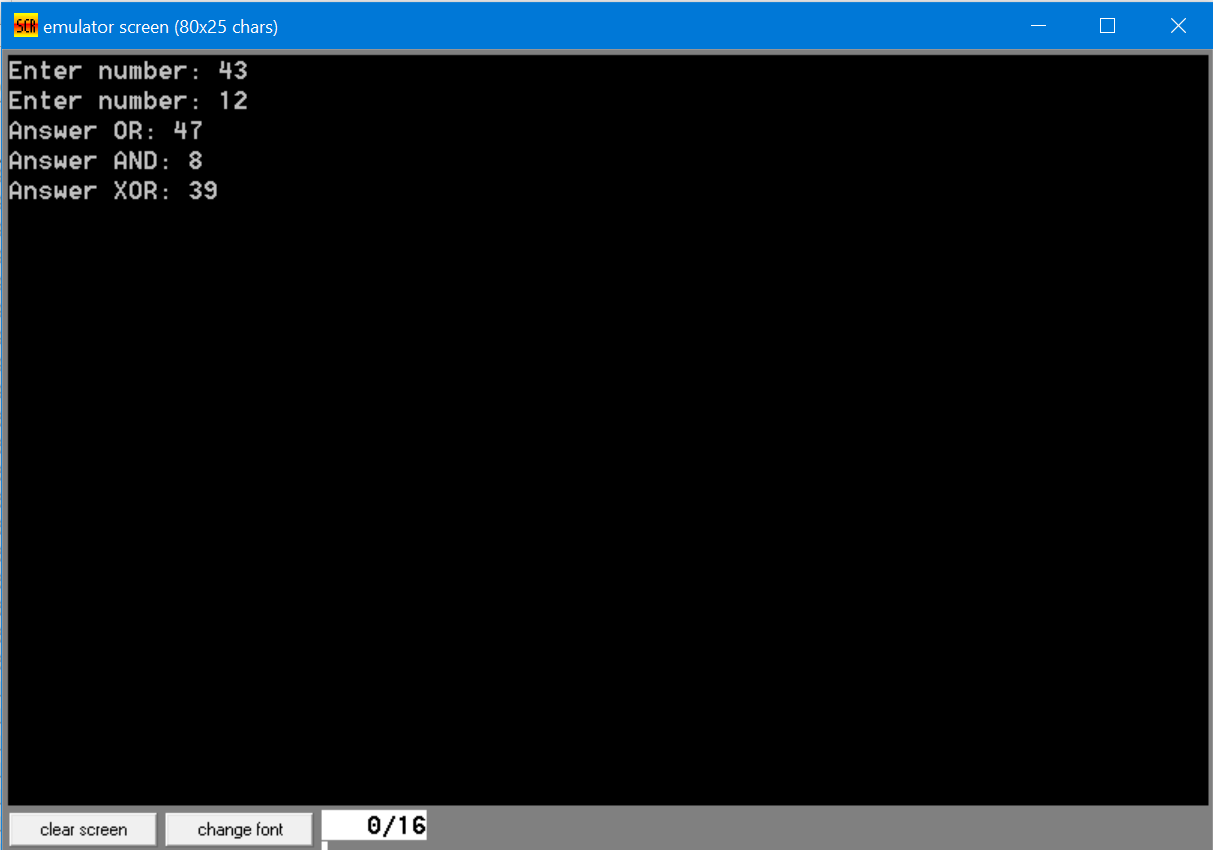 SCR emulator screen (80x25 chars)
Enter number: 43
Enter number: 12
Answer OR: 47
Answer AND: 8
Answer XOR: 39
clear screen change font 0/16